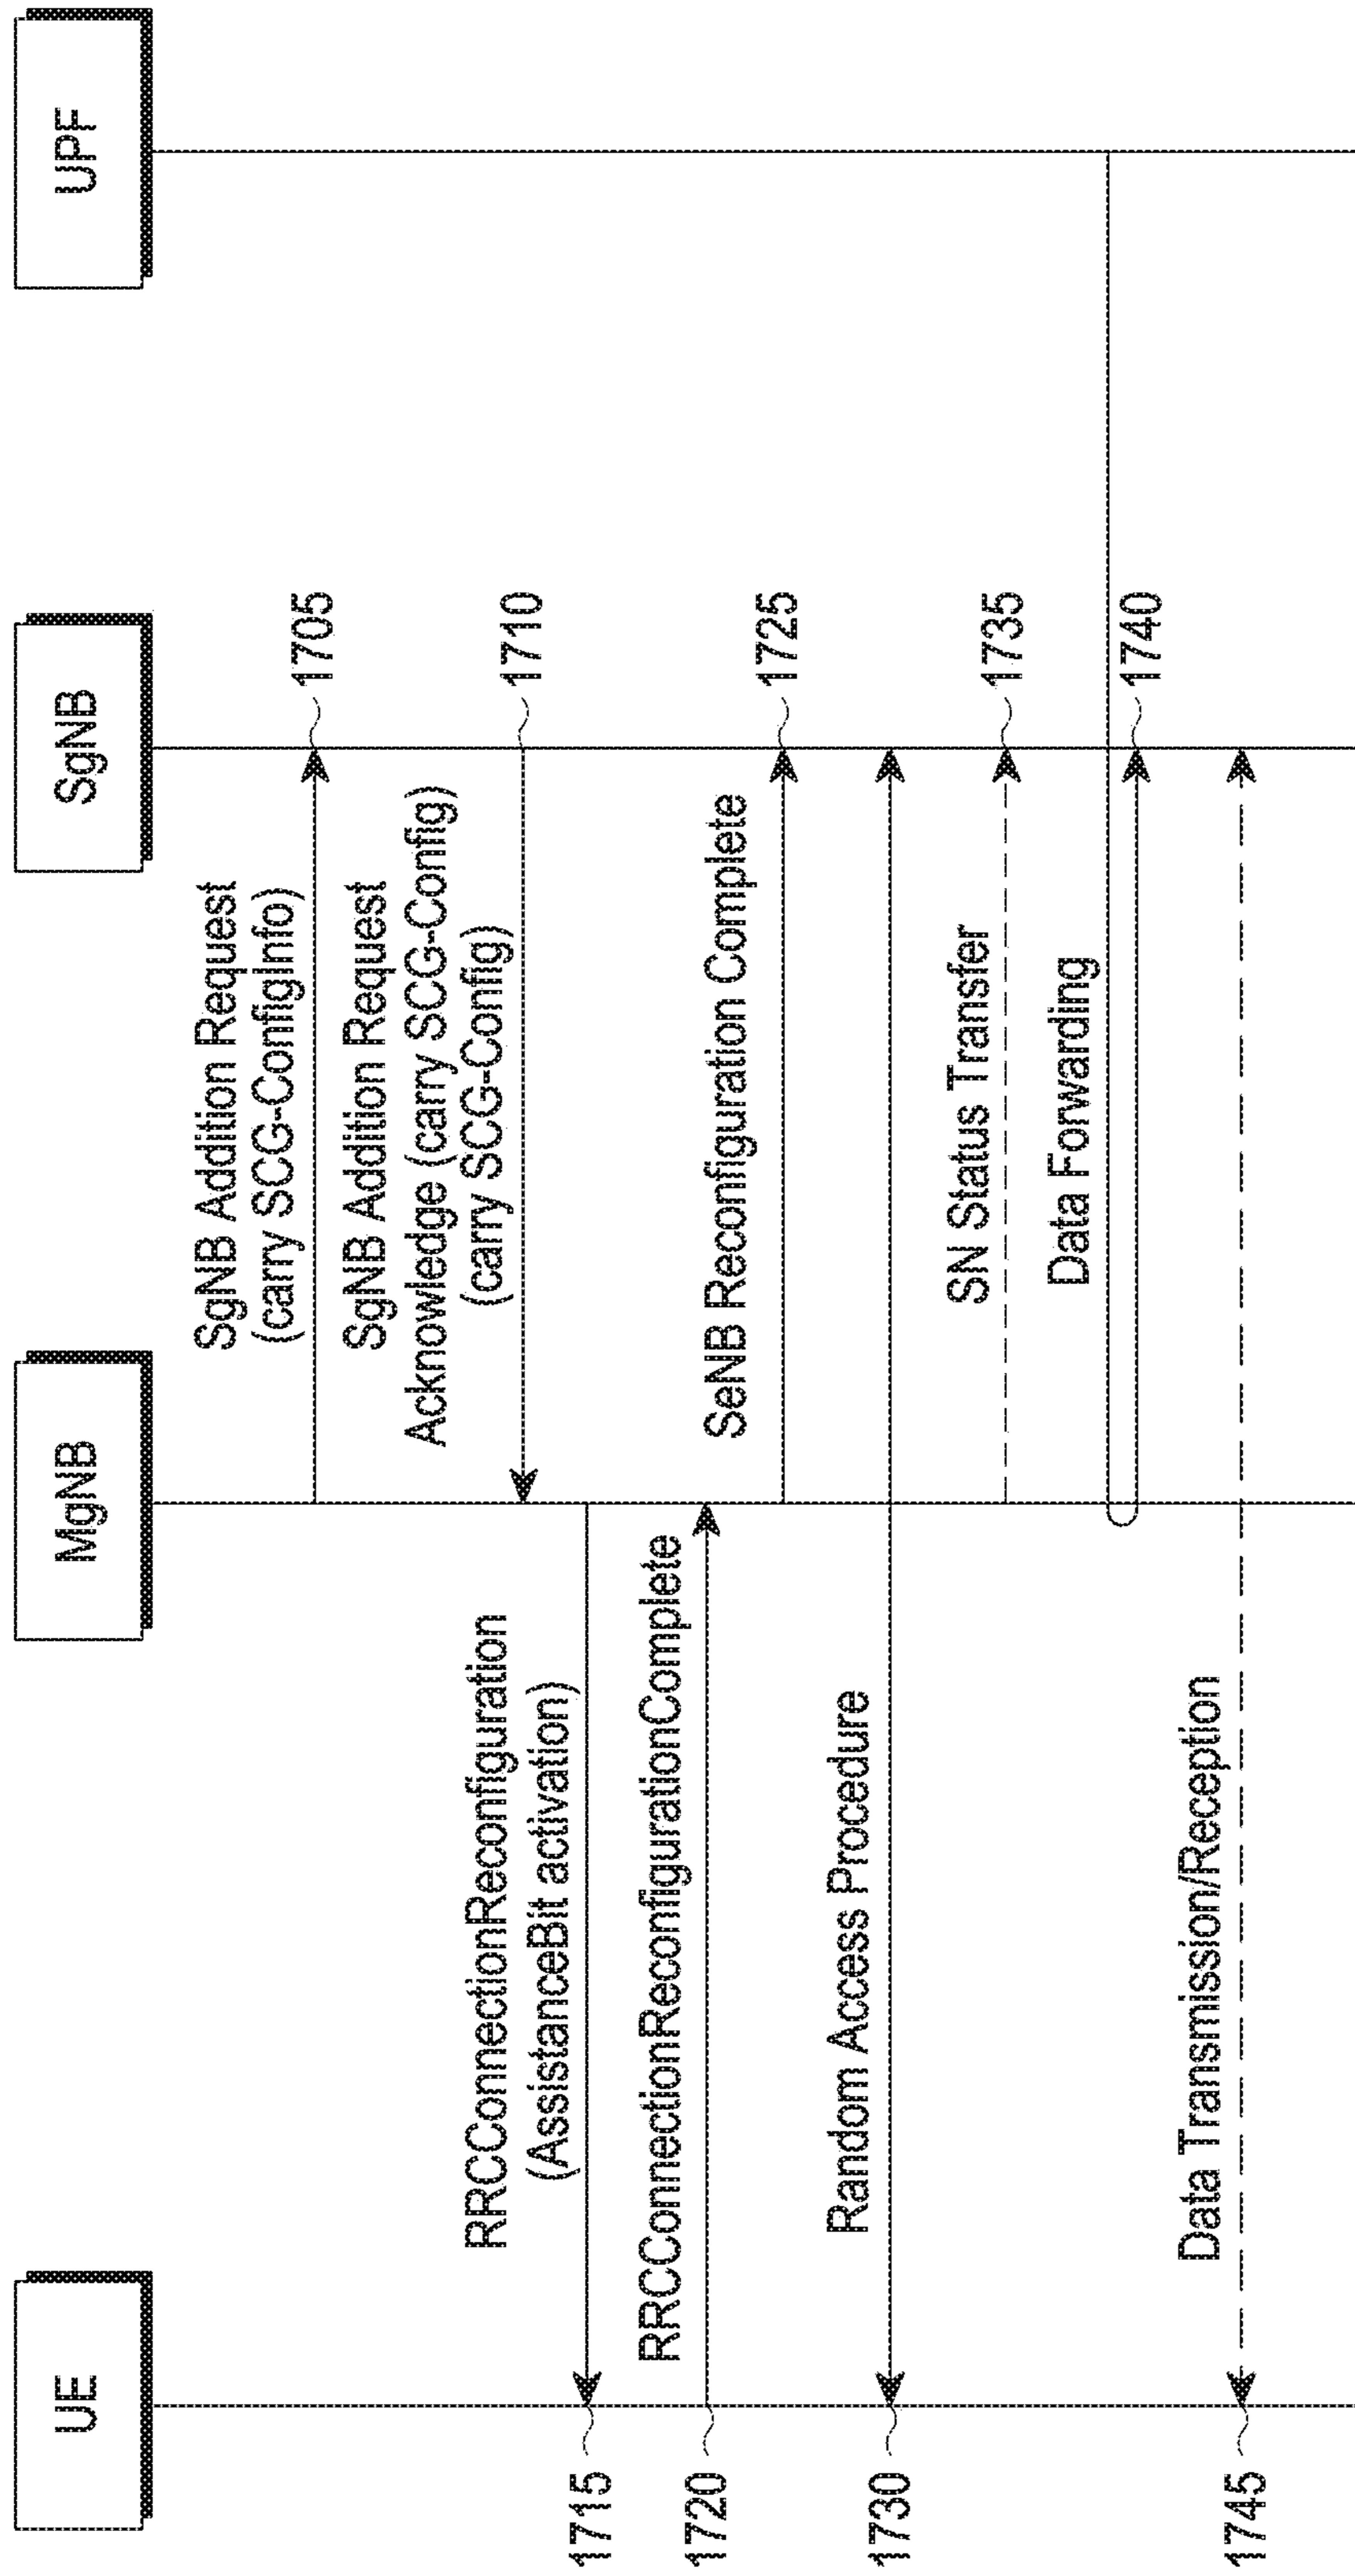 UE
MgNB
SgNB
UPF
SgNB Addition Request
(carry SCG-ConfigInfo)
1705
SgNB Addition Request
Acknowledge (carry SCG-Config)
(carry SCG-Config)
1710
RRCConnectionReconfiguration
(AssistanceBit activation)
1715
RRCConnectionReconfigurationComplete
1720
SeNB Reconfiguration Complete
1725
Random Access Procedure
1730
SN Status Transfer
1735
Data Forwarding
1740
Data Transmission/Reception
1745